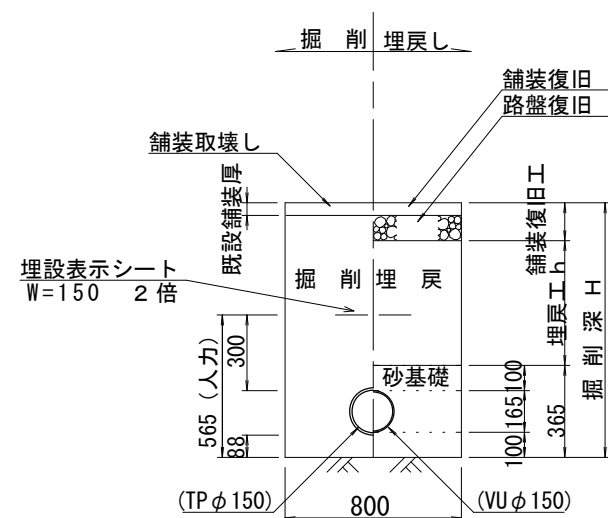 掘 削 埋戻し
舗装復旧
路盤復旧
舗装取壊し
既設舗装厚
舗装復旧工
埋設表示シート
W=150 2倍
掘 削 埋 戻
埋戻工h
掘削深H
565 (人力)
300
88
砂基礎
100
165
100
365
(TPφ150)
800
(VUφ150)